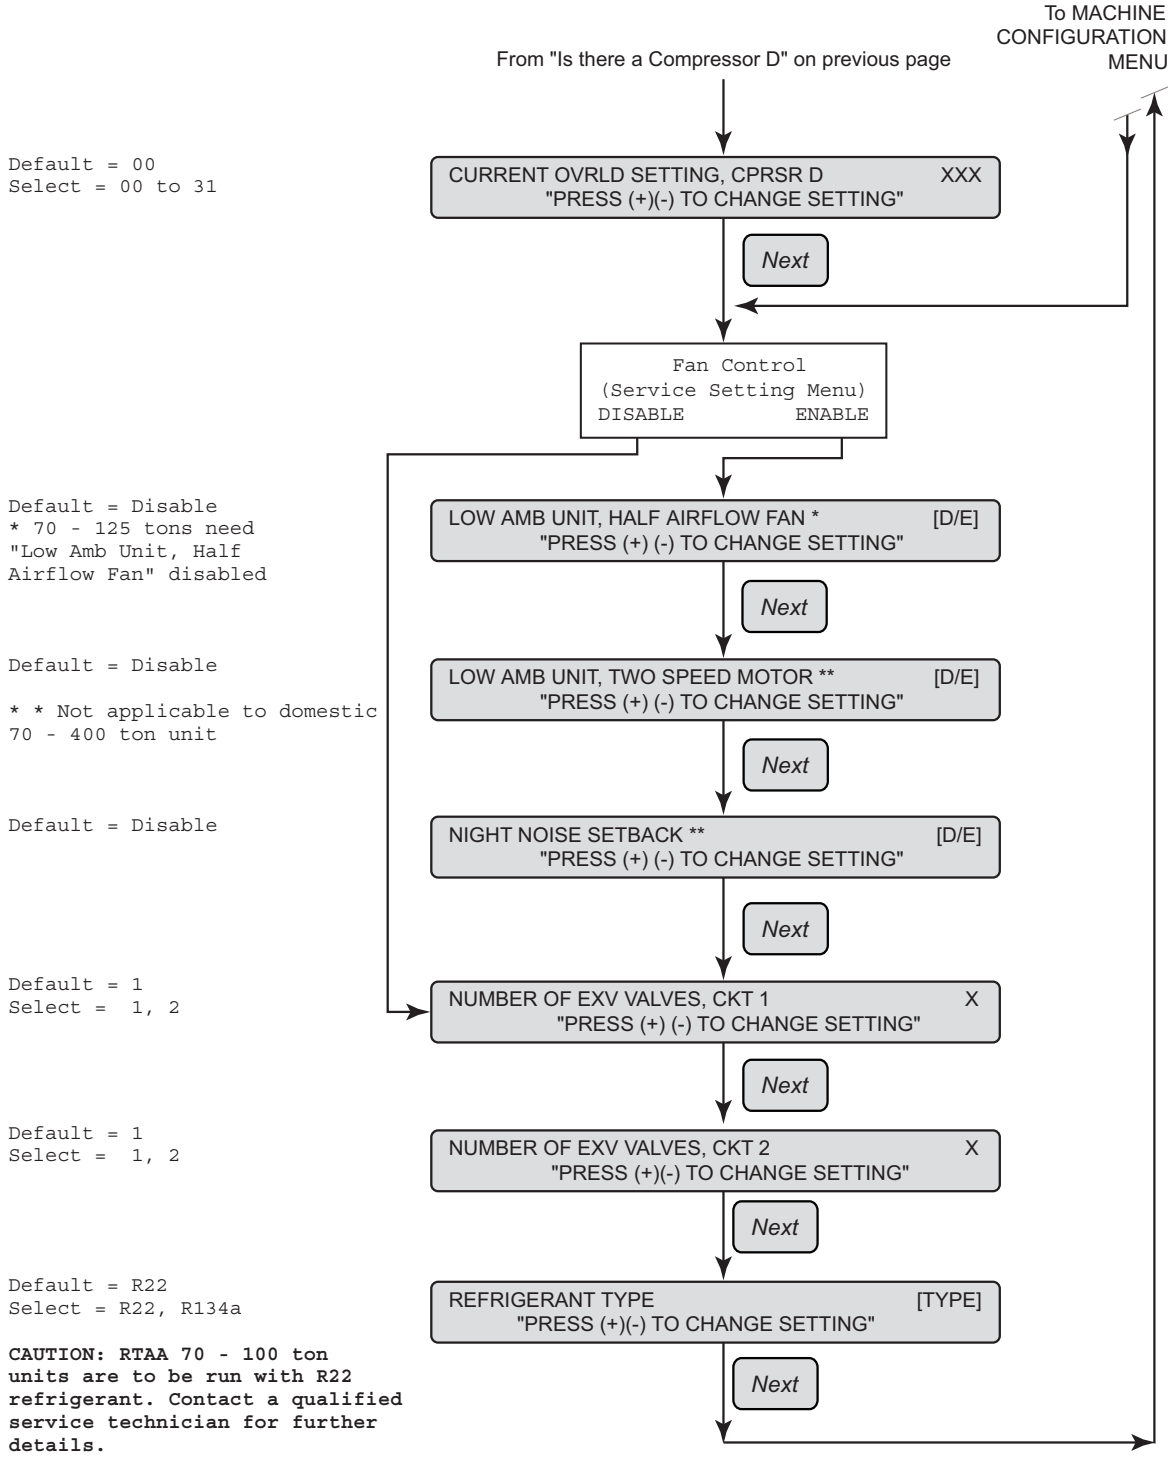 To MACHINE
CONFIGURATION
MENU
From "Is there a Compressor D" on previous page
Default = 00
Select = 00 to 31
CURRENT OVRLD SETTING, CPRSR D XXX
"PRESS (+)(-) TO CHANGE SETTING"
Next
Fan Control
(Service Setting Menu)
DISABLE ENABLE
Default = Disable
* 70 - 125 tons need
"Low Amb Unit, Half
Airflow Fan" disabled
LOW AMB UNIT, HALF AIRFLOW FAN * [D/E]
"PRESS (+) (-) TO CHANGE SETTING"
Next
Default = Disable
* * Not applicable to domestic
70 - 400 ton unit
LOW AMB UNIT, TWO SPEED MOTOR ** [D/E]
"PRESS (+) (-) TO CHANGE SETTING"
Next
Default = Disable
NIGHT NOISE SETBACK ** [D/E]
"PRESS (+) (-) TO CHANGE SETTING"
Next
Default = 1
Select = 1, 2
NUMBER OF EXV VALVES, CKT 1 X
"PRESS (+) (-) TO CHANGE SETTING"
Next
Default = 1
Select = 1, 2
NUMBER OF EXV VALVES, CKT 2 X
"PRESS (+)(-) TO CHANGE SETTING"
Next
Default = R22
Select = R22, R134a
REFRIGERANT TYPE [TYPE]
"PRESS (+)(-) TO CHANGE SETTING"
CAUTION: RTAA 70 - 100 ton
units are to be run with R22
refrigerant. Contact a qualified
service technician for further
details.
Next